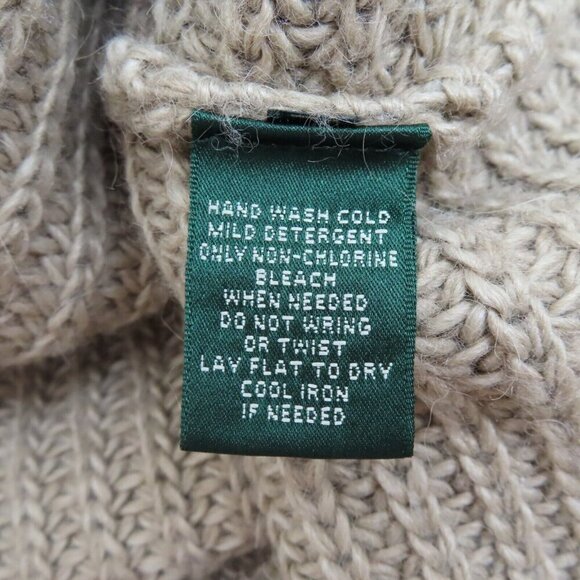 HAND WASH COLD
MILD DETERGENT
ONLY NON-CHLORINE
BLEACH
WHEN NEEDED
DO NOT WRING
OR TWIST
LAY FLAT TO DRY
COOL IRON
IF NEEDED